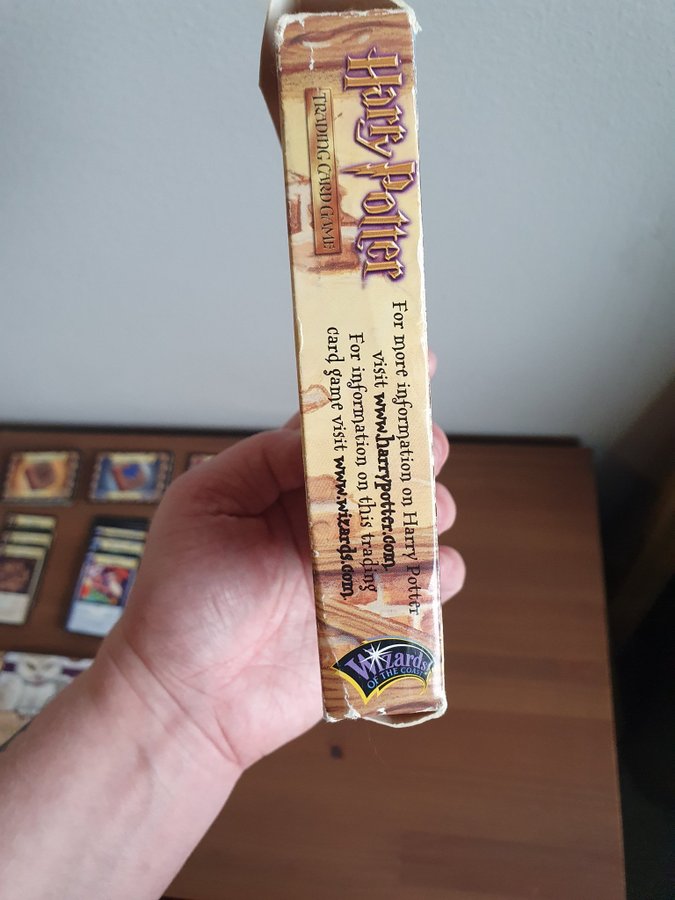 Harry Potter
TRADING CARD GAME
For more information on Harry Potter
visit www.harrypotter.com
For information on this trading
card game visit www.wizards.com.
Wizards
OF THE COAST